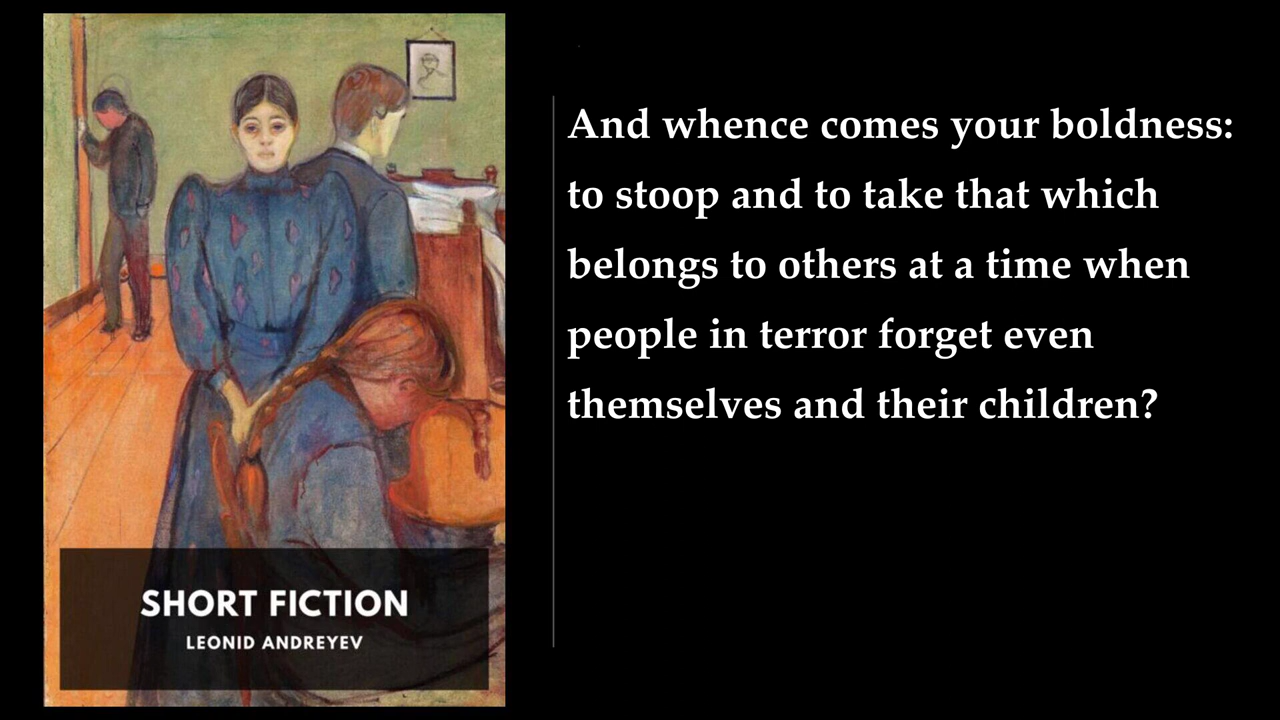 And whence comes your boldness:
to stoop and to take that which
belongs to others at a time when
people in terror forget even
themselves and their children?
SHORT FICTION
LEONID ANDREYEV